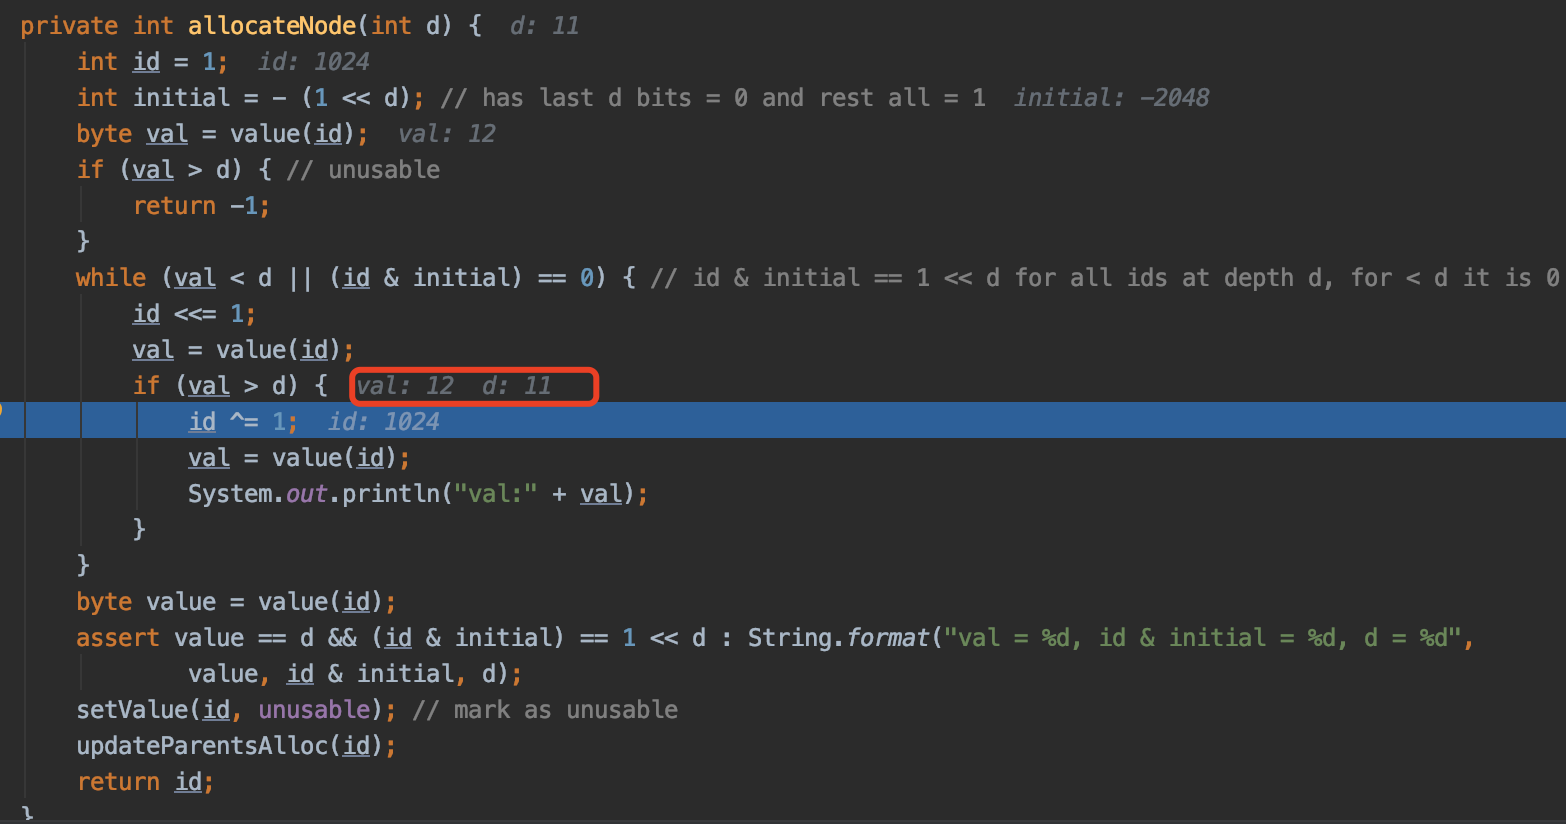 private int allocateNode(int d) {  d: 11
    int id = 1;  id: 1024
    int initial = - (1 << d); // has last d bits = 0 and rest all = 1  initial: -2048
    byte val = value(id);  val: 12
    if (val > d) { // unusable
        return -1;
    }
    while (val < d || (id & initial) == 0) { // id & initial == 1 << d for all ids at depth d, for < d it is 0
        id <<= 1;
        val = value(id);
        if (val > d) {  val: 12  d: 11
            id ^= 1;  id: 1024
            val = value(id);
            System.out.println("val:" + val);
        }
    }
    byte value = value(id);
    assert value == d && (id & initial) == 1 << d : String.format("val = %d, id & initial = %d, d = %d",
            value, id & initial, d);
    setValue(id, unusable); // mark as unusable
    updateParentsAlloc(id);
    return id;
}